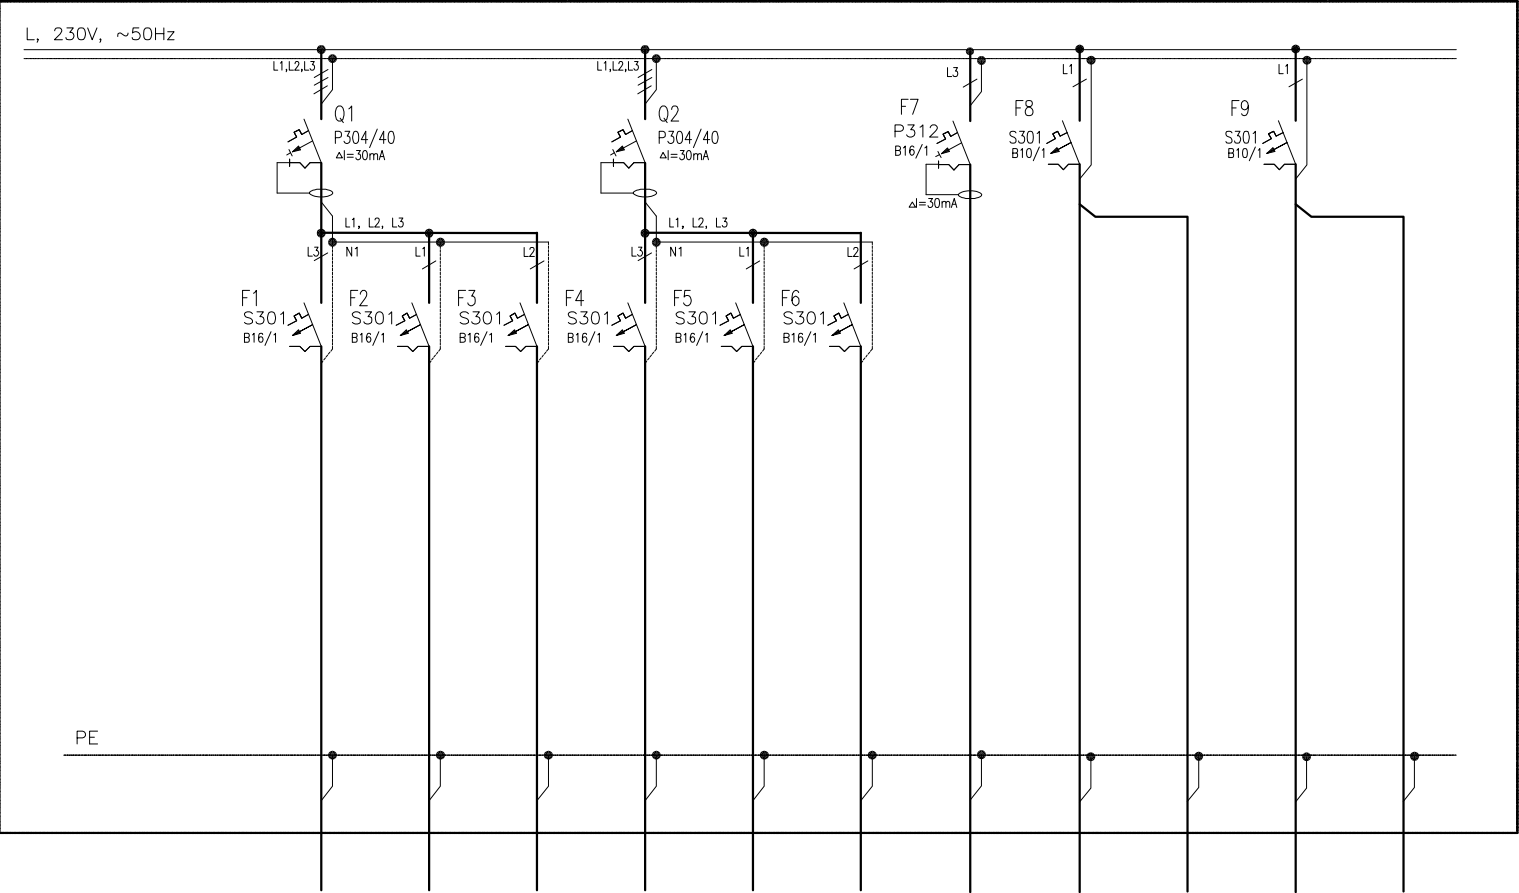 L, 230V, ~50Hz
L1,L2,L3
L1,L2,L3
L3
L1
L1
Q1
P304/40
ΔI=30mA
Q2
P304/40
ΔI=30mA
F7
P312
B16/1
ΔI=30mA
F8
S301
B10/1
F9
S301
B10/1
L1, L2, L3
L1, L2, L3
L3
N1
L1
L2
L3
N1
L1
L2
F1
S301
B16/1
F2
S301
B16/1
F3
S301
B16/1
F4
S301
B16/1
F5
S301
B16/1
F6
S301
B16/1
PE